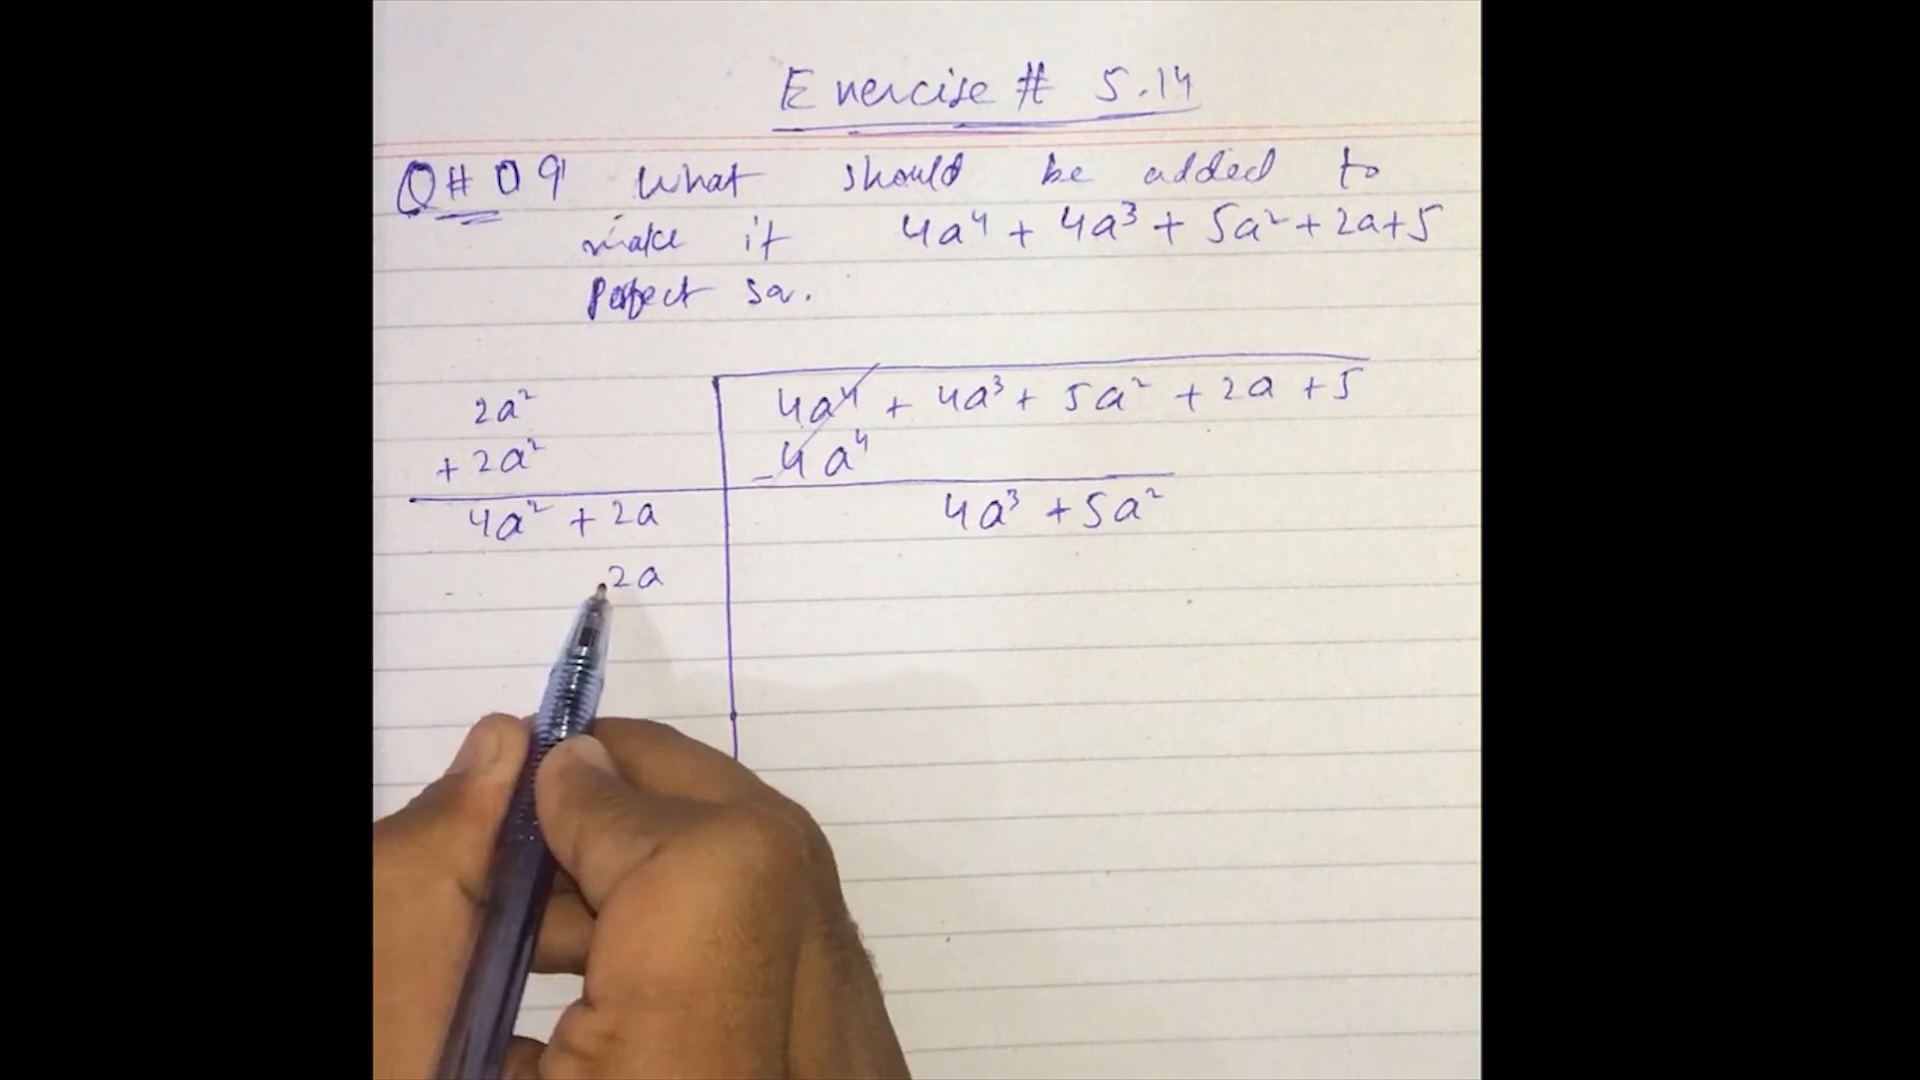 Exercise # 5.14
Q# 09 What should be added to
make it 4a⁴ + 4a³ + 5a² + 2a + 5
Perfect sq.
2a²
4a⁴ + 4a³ + 5a² + 2a + 5
+ 2a²
- 4a⁴
4a² + 2a
4a³ + 5a²
2a